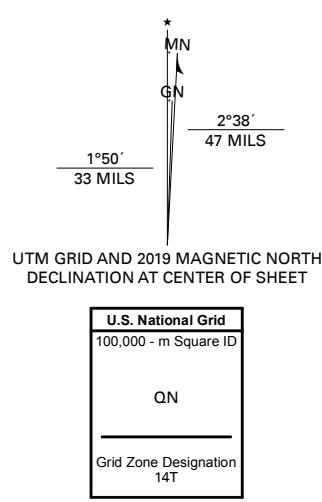 ★
MN
GN
2°38´
47 MILS
1°50´
33 MILS
UTM GRID AND 2019 MAGNETIC NORTH
DECLINATION AT CENTER OF SHEET
U.S. National Grid
100,000 - m Square ID
QN
Grid Zone Designation
14T